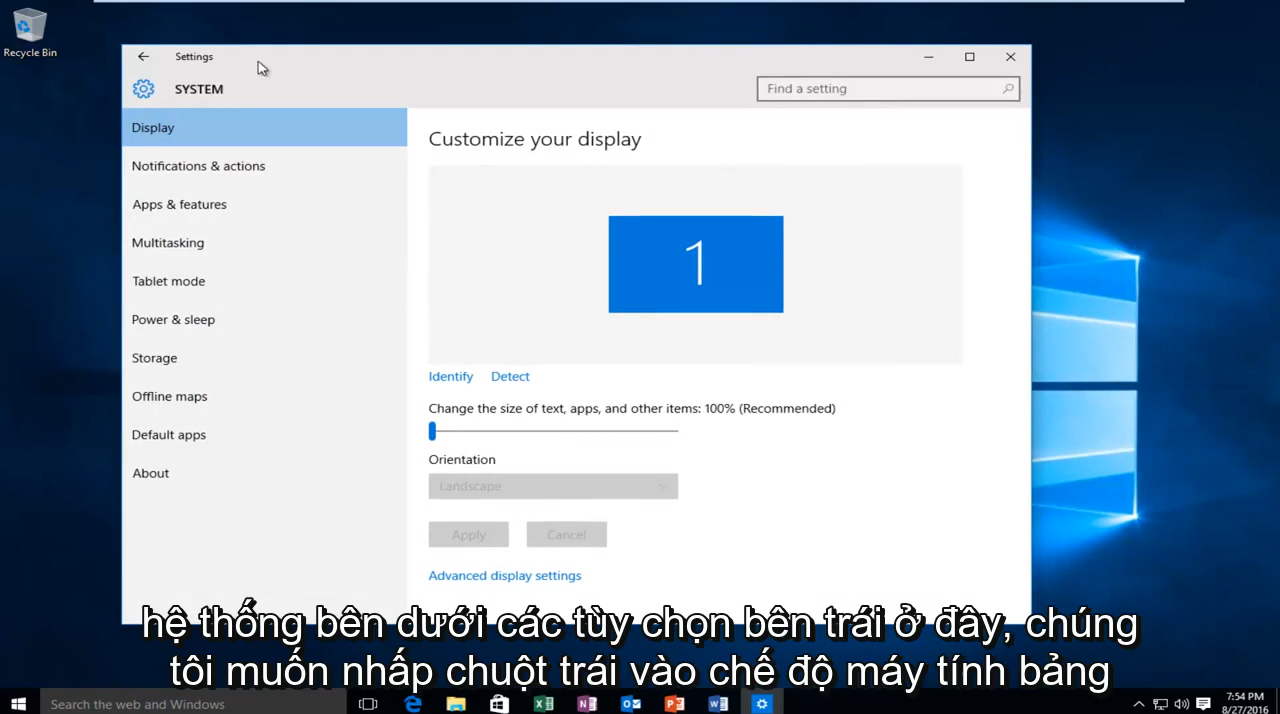 Recycle Bin
Settings
SYSTEM
Find a setting
Display
Notifications & actions
Apps & features
Multitasking
Tablet mode
Power & sleep
Storage
Offline maps
Default apps
About
Customize your display
1
Identify Detect
Change the size of text, apps, and other items: 100% (Recommended)
Orientation
Landscape
Apply Cancel
Advanced display settings
hệ thống bên dưới các tùy chọn bên trái ở đây, chúng
tôi muốn nhấp chuột trái vào chế độ máy tính bảng
Search the web and Windows
7:54 PM
8/27/2016